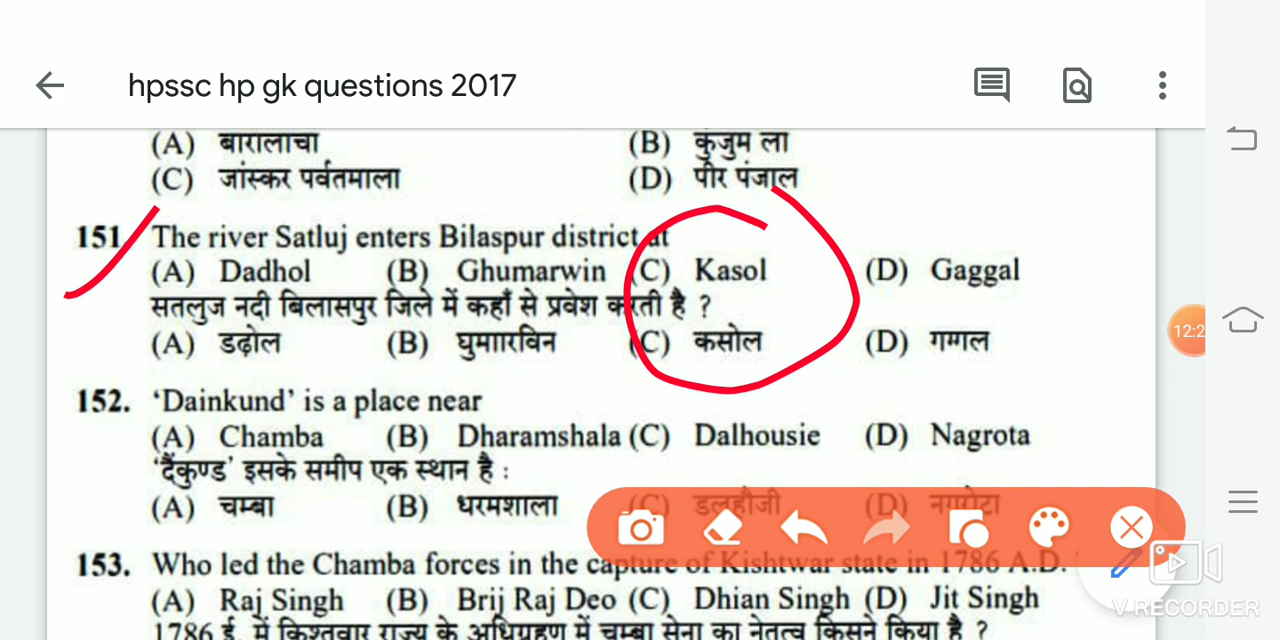 hpssc hp gk questions 2017
(A) बारालाचा (B) कुंजुम ला
(C) जांस्कर पर्वतमाला (D) पीर पंजाल
151. The river Satluj enters Bilaspur district at
(A) Dadhol (B) Ghumarwin (C) Kasol (D) Gaggal
सतलुज नदी बिलासपुर जिले में कहाँ से प्रवेश करती है ?
(A) डढ़ोल (B) घुमाारविन (C) कसोल (D) गग्गल
12:2
152. ‘Dainkund’ is a place near
(A) Chamba (B) Dharamshala (C) Dalhousie (D) Nagrota
‘दैंकुण्ड’ इसके समीप एक स्थान है :
(A) चम्बा (B) धरमशाला (C) डलहौजी (D) नगरोटा
153. Who led the Chamba forces in the capture of Kishtwar state in 1786 A.D.
(A) Raj Singh (B) Brij Raj Deo (C) Dhian Singh (D) Jit Singh
1786 ई. में किश्तवार राज्य के अधिग्रहण में चम्बा सेना का नेतृत्व किसने किया है ?
V RECORDER